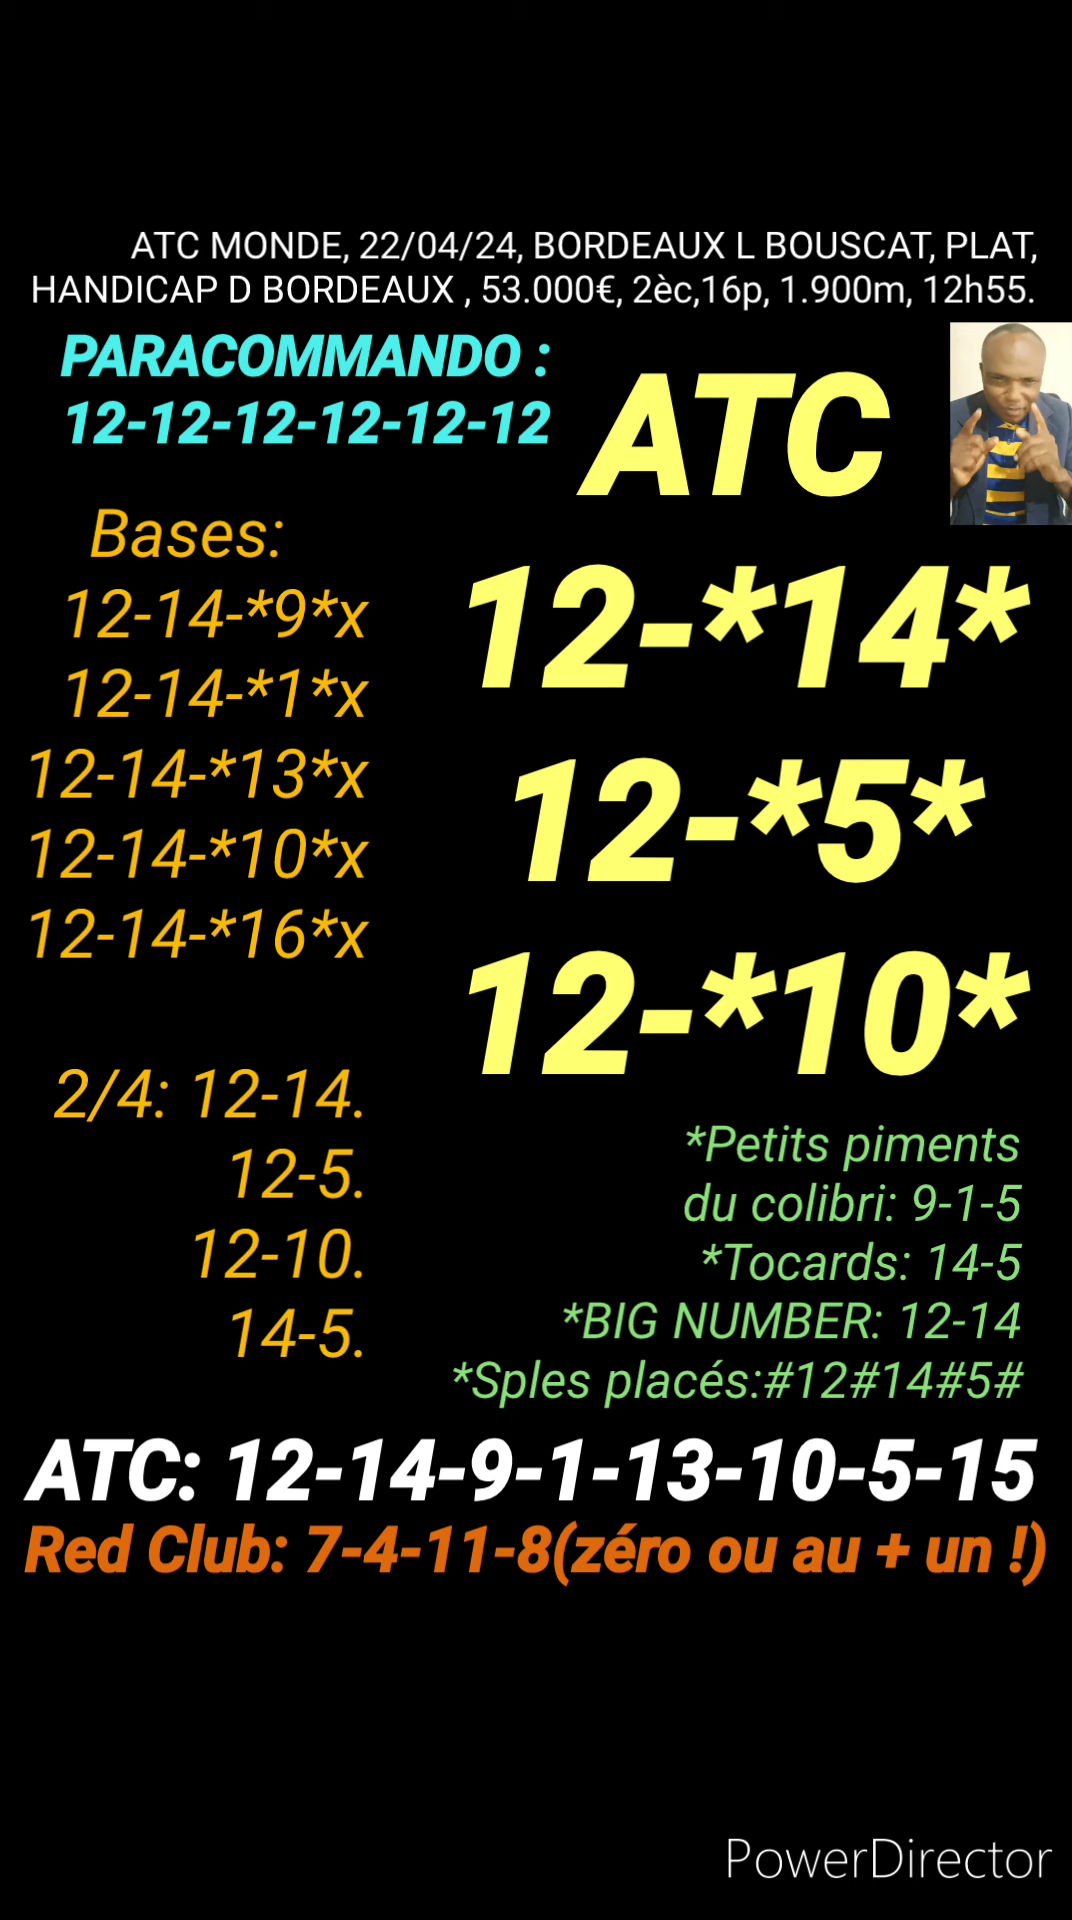 ATC MONDE, 22/04/24, BORDEAUX L BOUSCAT, PLAT,
HANDICAP D BORDEAUX , 53.000€, 2èc,16p, 1.900m, 12h55.
PARACOMMANDO :
12-12-12-12-12-12
ATC
12-*14*
12-*5*
12-*10*
Bases:
12-14-*9*x
12-14-*1*x
12-14-*13*x
12-14-*10*x
12-14-*16*x
2/4: 12-14.
12-5.
12-10.
14-5.
*Petits piments
du colibri: 9-1-5
*Tocards: 14-5
*BIG NUMBER: 12-14
*Sples placés:#12#14#5#
ATC: 12-14-9-1-13-10-5-15
Red Club: 7-4-11-8(zéro ou au + un !)
PowerDirector